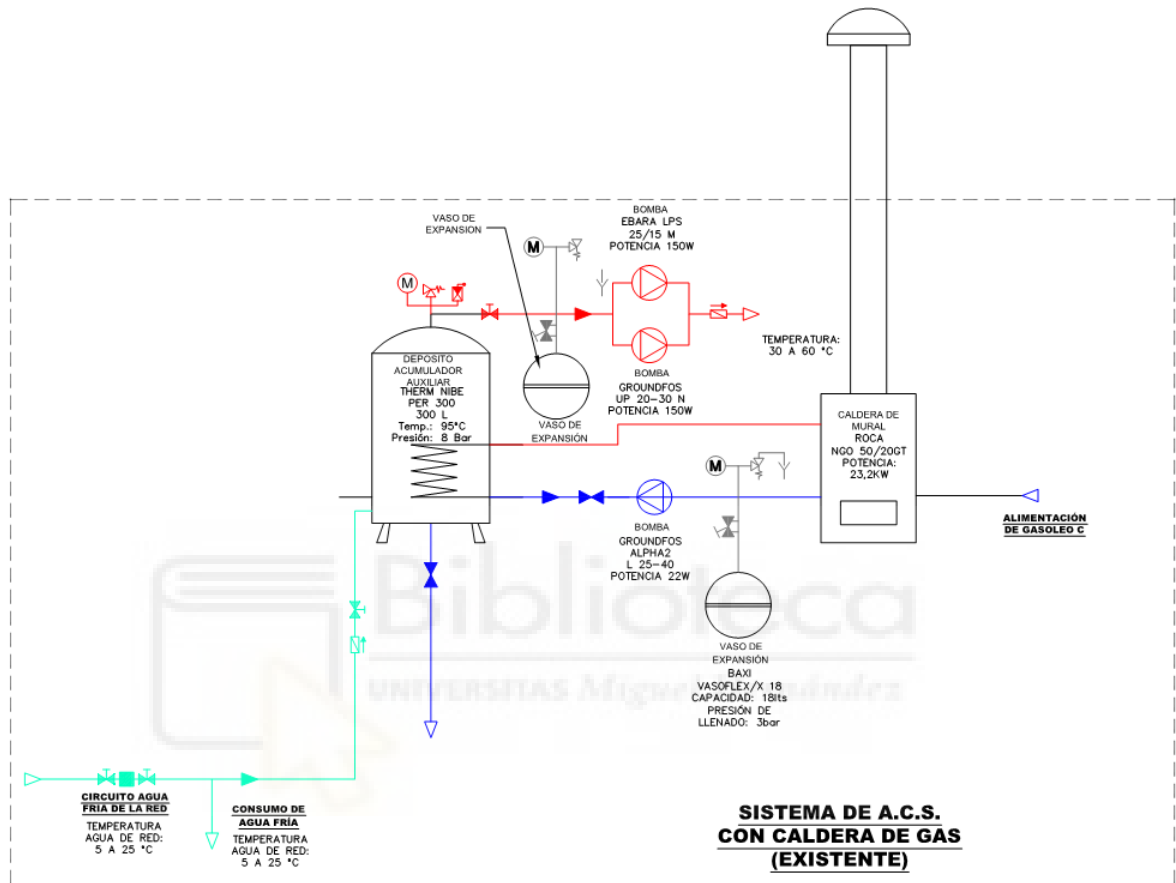 VASO DE
EXPANSION
M
BOMBA
EBARA LPS
25/15 M
POTENCIA 150W
M
DEPOSITO
ACUMULADOR
AUXILIAR
THERM NIBE
PER 300
300 L
Temp.: 95°C
Presión: 8 Bar
VASO DE
EXPANSIÓN
BOMBA
GROUNDFOS
UP 20-30 N
POTENCIA 150W
TEMPERATURA:
30 A 60 °C
CALDERA DE
MURAL
ROCA
NGO 50/20GT
POTENCIA:
23,2KW
M
BOMBA
GROUNDFOS
ALPHA2
L 25-40
POTENCIA 22W
ALIMENTACIÓN
DE GASOLEO C
VASO DE
EXPANSIÓN
BAXI
VASOFLEX/X 18
CAPACIDAD: 18lts
PRESIÓN DE
LLENADO: 3bar
Biblioteca
UNIVERSITAS Miguel Hernández
CIRCUITO AGUA
FRIA DE LA RED
TEMPERATURA
AGUA DE RED:
5 A 25 °C
CONSUMO DE
AGUA FRÍA
TEMPERATURA
AGUA DE RED:
5 A 25 °C
SISTEMA DE A.C.S.
CON CALDERA DE GAS
(EXISTENTE)